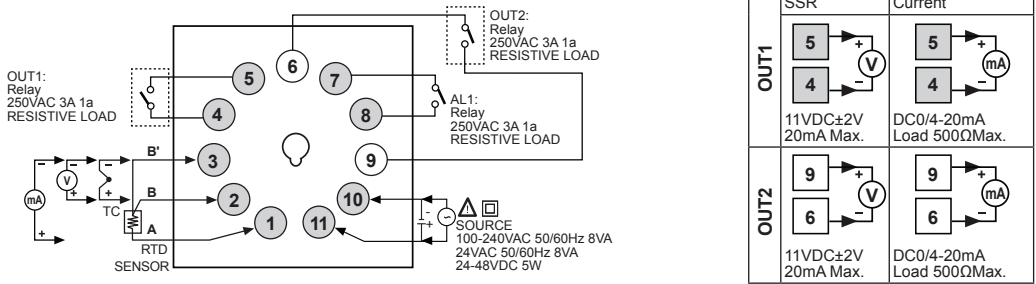 OUT2:
Relay
250VAC 3A 1a
RESISTIVE LOAD
OUT1:
Relay
250VAC 3A 1a
RESISTIVE LOAD
5
6
7
4
8
AL1:
Relay
250VAC 3A 1a
RESISTIVE LOAD
3
9
2
10
1
11
B'
B
A
mA
V
TC
RTD
SENSOR
SOURCE
100-240VAC 50/60Hz 8VA
24VAC 50/60Hz 8VA
24-48VDC 5W
SSR
Current
OUT1
5
+
V
4
−
11VDC±2V
20mA Max.
5
+
mA
4
−
DC0/4-20mA
Load 500ΩMax.
OUT2
9
+
V
6
−
11VDC±2V
20mA Max.
9
+
mA
6
−
DC0/4-20mA
Load 500ΩMax.